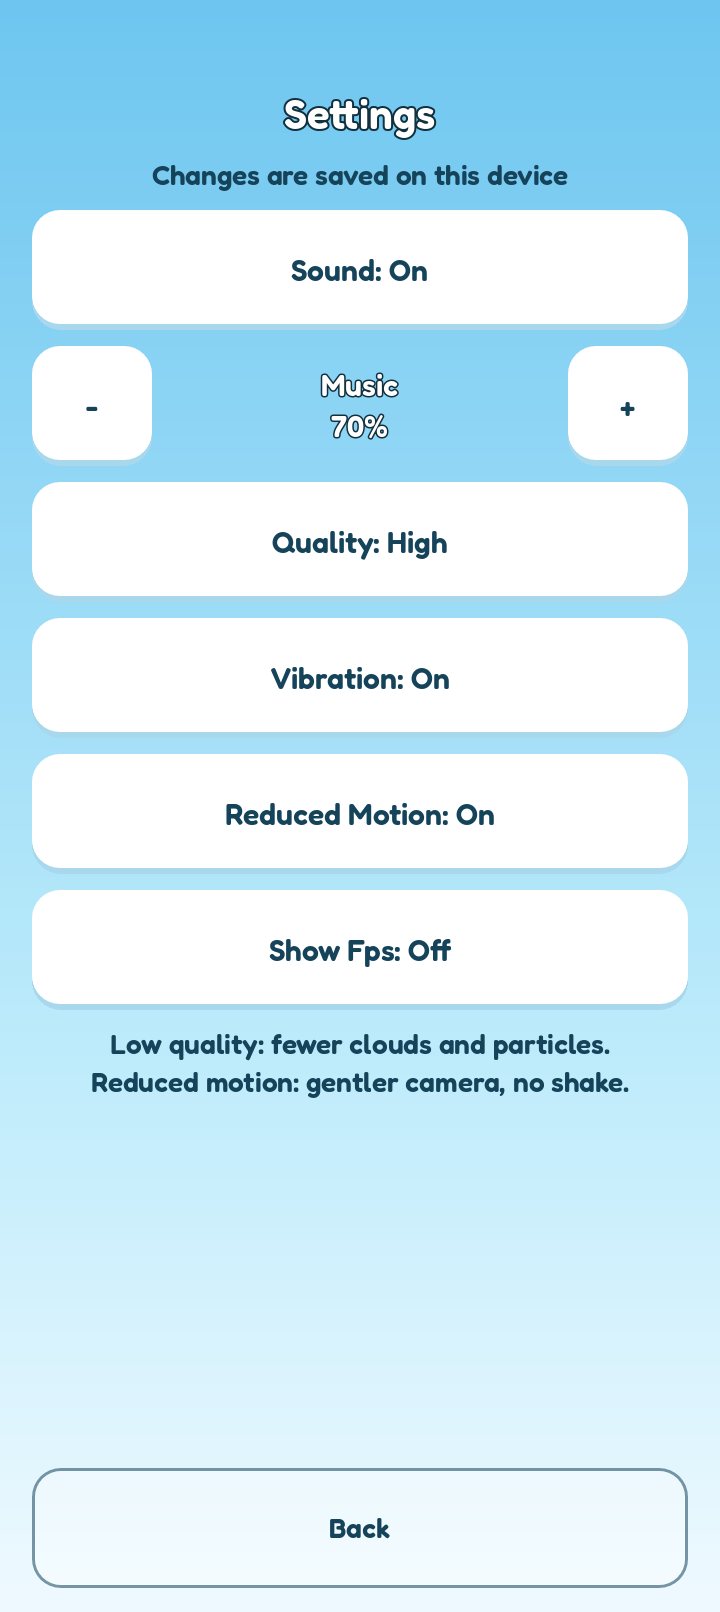 Settings
Changes are saved on this device
Sound: On
-
Music
70%
+
Quality: High
Vibration: On
Reduced Motion: On
Show Fps: Off
Low quality: fewer clouds and particles.
Reduced motion: gentler camera, no shake.
Back